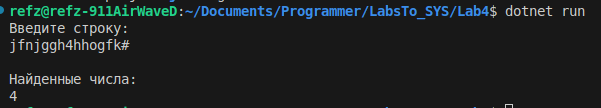 refz@refz-911AirWaveD:~/Documents/Programmer/LabsTo_SYS/Lab4$ dotnet run
Введите строку:
jfnjggh4hhogfk#
Найденные числа:
4